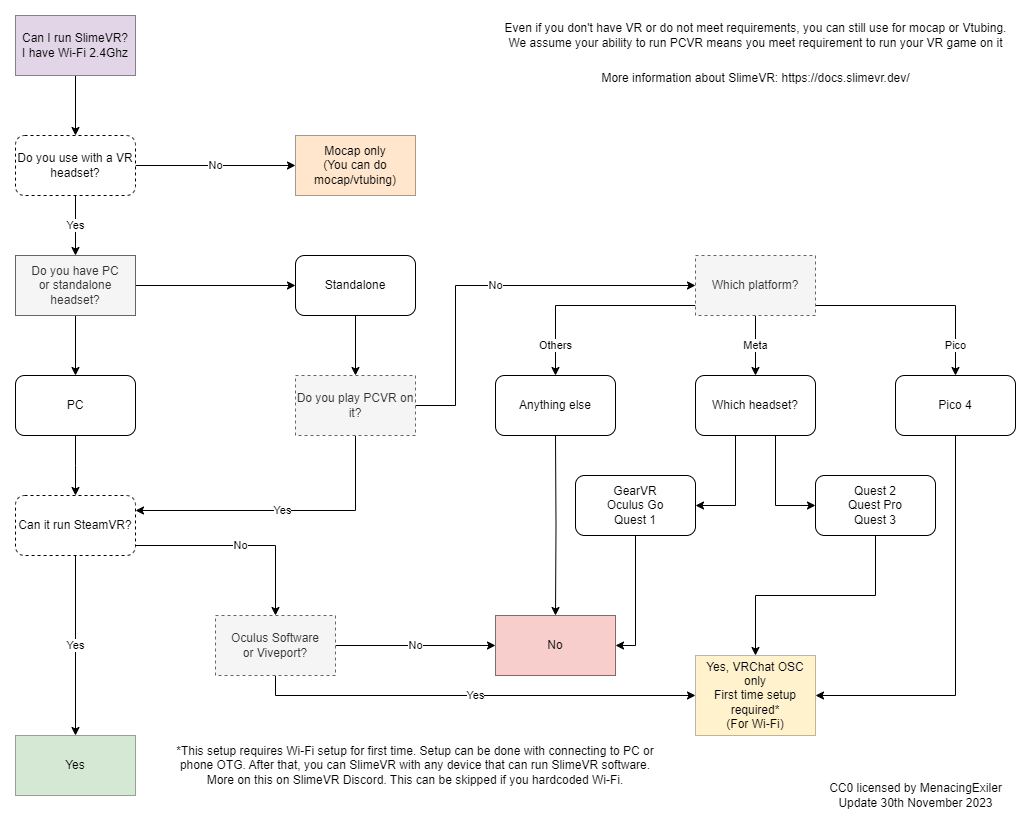 Can I run SlimeVR?
I have Wi-Fi 2.4Ghz
Even if you don't have VR or do not meet requirements, you can still use for mocap or Vtubing.
We assume your ability to run PCVR means you meet requirement to run your VR game on it
More information about SlimeVR: https://docs.slimevr.dev/
Do you use with a VR
headset?
No
Mocap only
(You can do
mocap/vtubing)
Yes
Do you have PC
or standalone
headset?
Standalone
No
Which platform?
Others
Meta
Pico
PC
Do you play PCVR on
it?
Anything else
Which headset?
Pico 4
GearVR
Oculus Go
Quest 1
Quest 2
Quest Pro
Quest 3
Yes
Can it run SteamVR?
No
Oculus Software
or Viveport?
No
No
Yes
Yes
Yes, VRChat OSC
only
First time setup
required*
(For Wi-Fi)
Yes
*This setup requires Wi-Fi setup for first time. Setup can be done with connecting to PC or
phone OTG. After that, you can SlimeVR with any device that can run SlimeVR software.
More on this on SlimeVR Discord. This can be skipped if you hardcoded Wi-Fi.
CC0 licensed by MenacingExiler
Update 30th November 2023